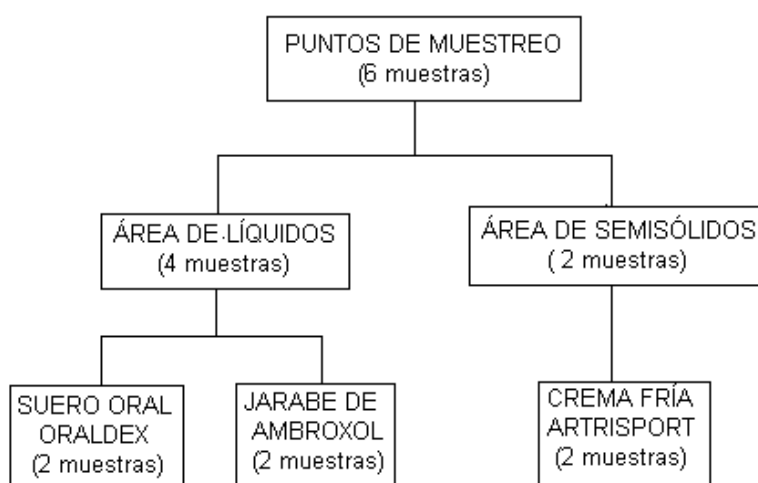 PUNTOS DE MUESTREO
(6 muestras)
ÁREA DE LÍQUIDOS
(4 muestras)
ÁREA DE SEMISÓLIDOS
( 2 muestras)
SUERO ORAL
ORALDEX
(2 muestras)
JARABE DE
AMBROXOL
(2 muestras)
CREMA FRÍA
ARTRISPORT
(2 muestras)